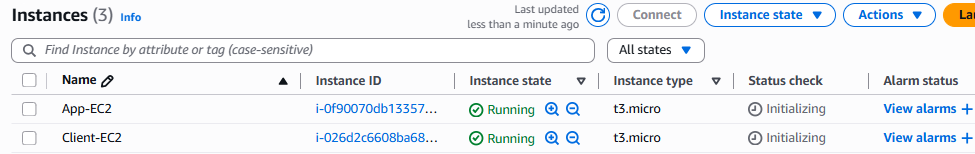 Instances (3) Info
Last updated
less than a minute ago
Connect
Instance state
Actions
Find Instance by attribute or tag (case-sensitive)
All states
Name Instance ID Instance state Instance type Status check Alarm status
App-EC2 i-0f90070db13357... Running t3.micro Initializing View alarms +
Client-EC2 i-026d2c6608ba68... Running t3.micro Initializing View alarms +